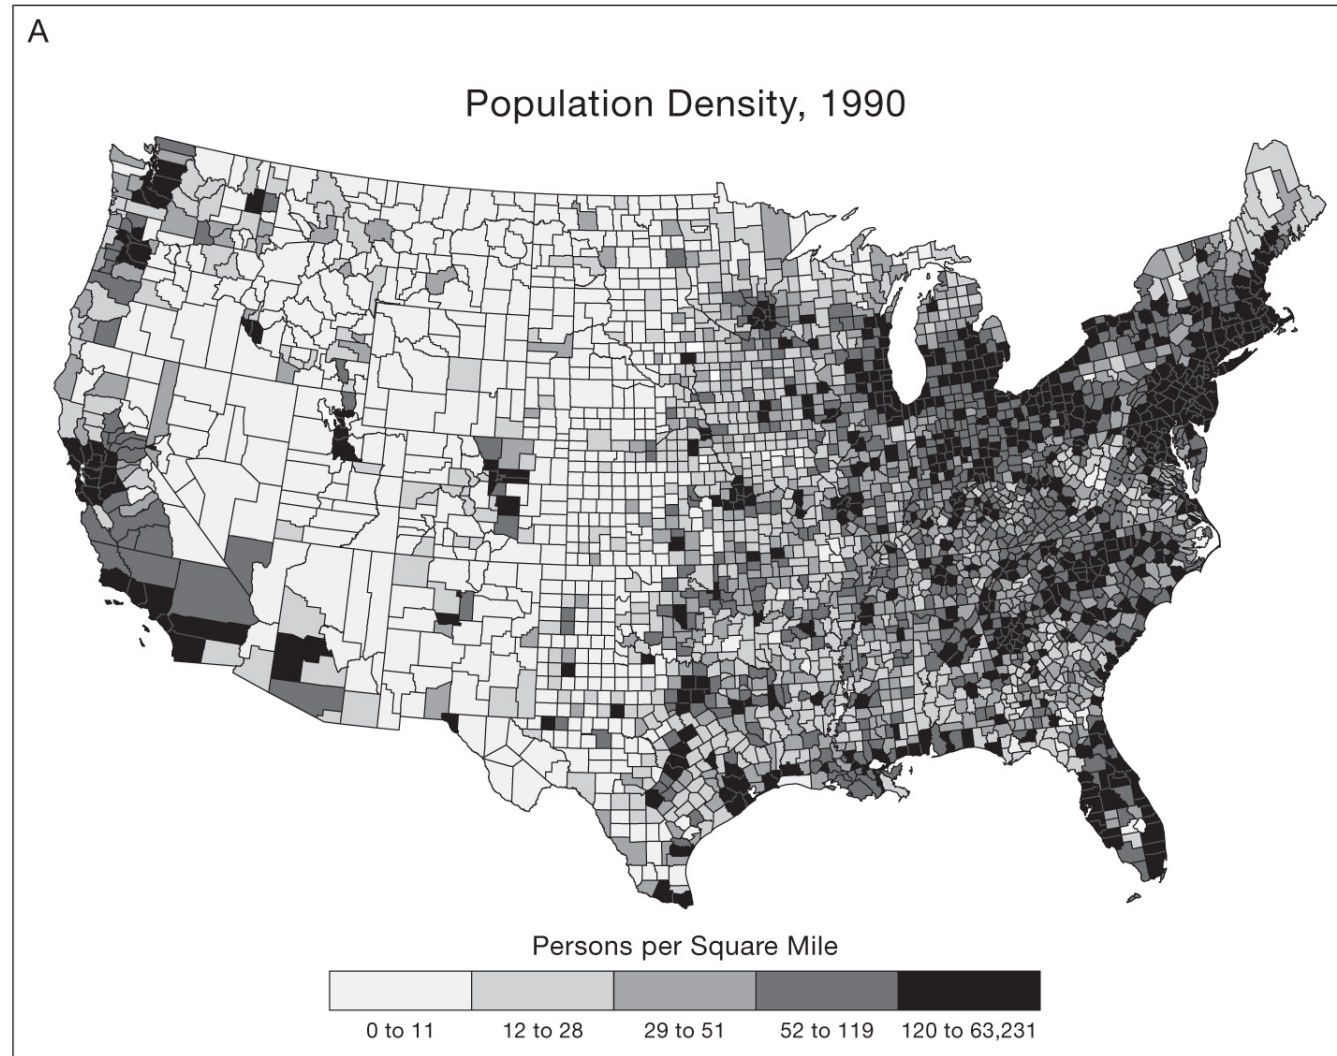 A
Population Density, 1990
Persons per Square Mile
0 to 11 12 to 28 29 to 51 52 to 119 120 to 63,231